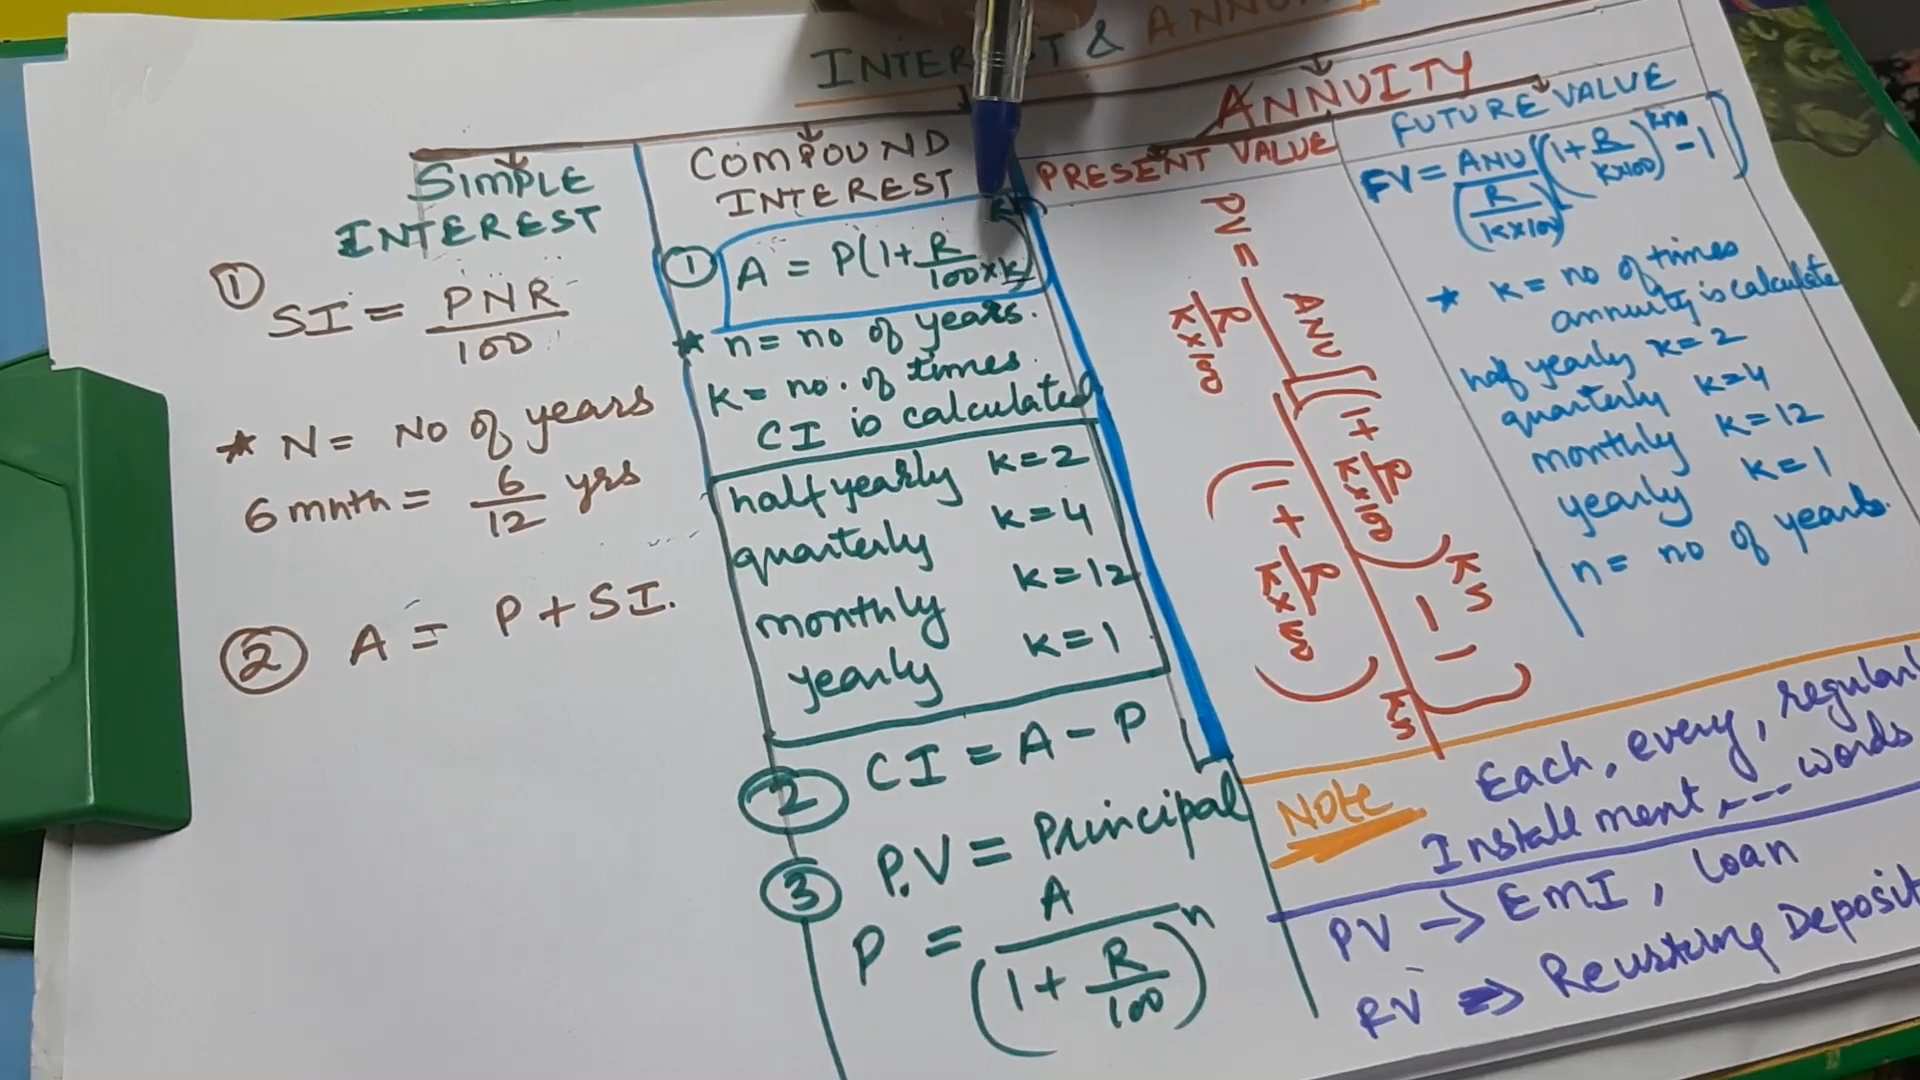 INTEREST & ANNU
SIMPLE
INTEREST
① SI = PNR / 100
* N = NO of years
6 mnth = 6/12 yrs
② A = P + SI.
COMPOUND
INTEREST
① A = P(1 + R / 100×k)
* n = no of years.
k = no. of times
CI is calculated
half yearly k = 2
quarterly k = 4
monthly k = 12
yearly k = 1
② CI = A - P
③ P.V = Principal
P = A / (1 + R/100)^n
ANNUITY
PRESENT VALUE
PV = ANU [(1 + R/k×100)^kn - 1] / R/k×100 (1 + R/k×100)^kn
FUTURE VALUE
FV = ANU / (R / k×100) [(1 + R / k×100)^kn - 1]
* k = no of times
annuity is calculate
half yearly k = 2
quarterly k = 4
monthly k = 12
yearly k = 1
n = no of years.
Note Each, every, regular
Install ment, --- words
PV → EMI, loan
RV → Deposit